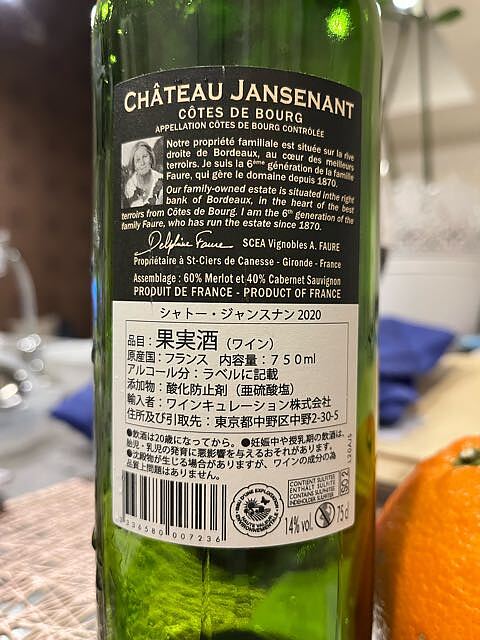 CHÂTEAU JANSENANT
CÔTES DE BOURG
APPELLATION CÔTES DE BOURG CONTRÔLÉE
Notre propriété familiale est située sur la rive
droite de Bordeaux, au cœur des meilleurs
terroirs. Je suis la 6ème génération de la famille
Faure, qui gère le domaine depuis 1870.
Our family-owned estate is situated inthe right
bank of Bordeaux, in the heart of the best
terroirs from Côtes de Bourg. I am the 6th generation of the
family Faure, who has run the estate since 1870.
Delphine Faure SCEA Vignobles A. FAURE
Propriétaire à St-Ciers de Canesse - Gironde - France
Assemblage : 60% Merlot et 40% Cabernet Sauvignon
PRODUIT DE FRANCE - PRODUCT OF FRANCE
シャトー・ジャンスナン 2020
品目：果実酒（ワイン）
原産国：フランス 内容量：７５０ml
アルコール分：ラベルに記載
添加物：酸化防止剤（亜硫酸塩）
輸入者：ワインキュレーション株式会社
住所及び引取先：東京都中野区中野2-30-5
●飲酒は20歳になってから。●妊娠中や授乳期の飲酒は、
胎児・乳児の発育に悪影響を与えるおそれがあります。
●沈殿物が生じる場合がありますが、ワインの成分の為
品質上問題はありません。
CONTENT SULFITES
ENTHÄLT SULFITE
CONTAINS SULPHITES
INDEHOLDER SULFITTER
HAUTE VALEUR
ENVIRONNEMENTALE
14% vol.
75 cl